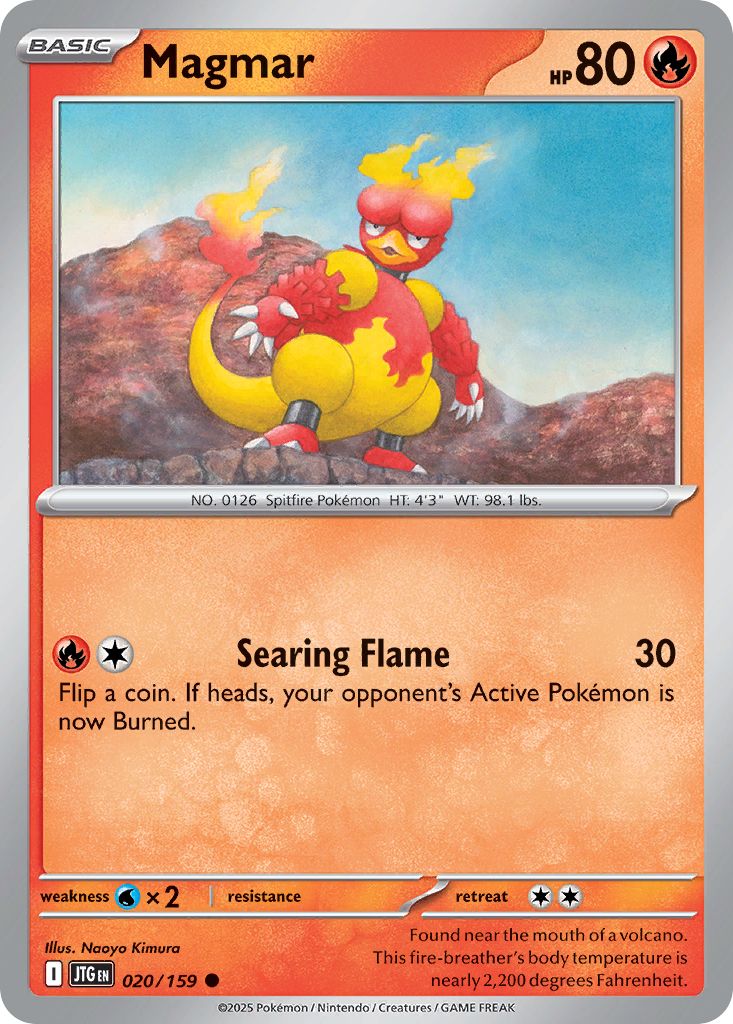 BASIC
Magmar
HP 80
NO. 0126 Spitfire Pokémon HT: 4'3" WT: 98.1 lbs.
Searing Flame 30
Flip a coin. If heads, your opponent's Active Pokémon is
now Burned.
weakness ×2 resistance retreat
Illus. Naoyo Kimura
Found near the mouth of a volcano.
This fire-breather's body temperature is
nearly 2,200 degrees Fahrenheit.
I JTG EN 020/159
©2025 Pokémon / Nintendo / Creatures / GAME FREAK